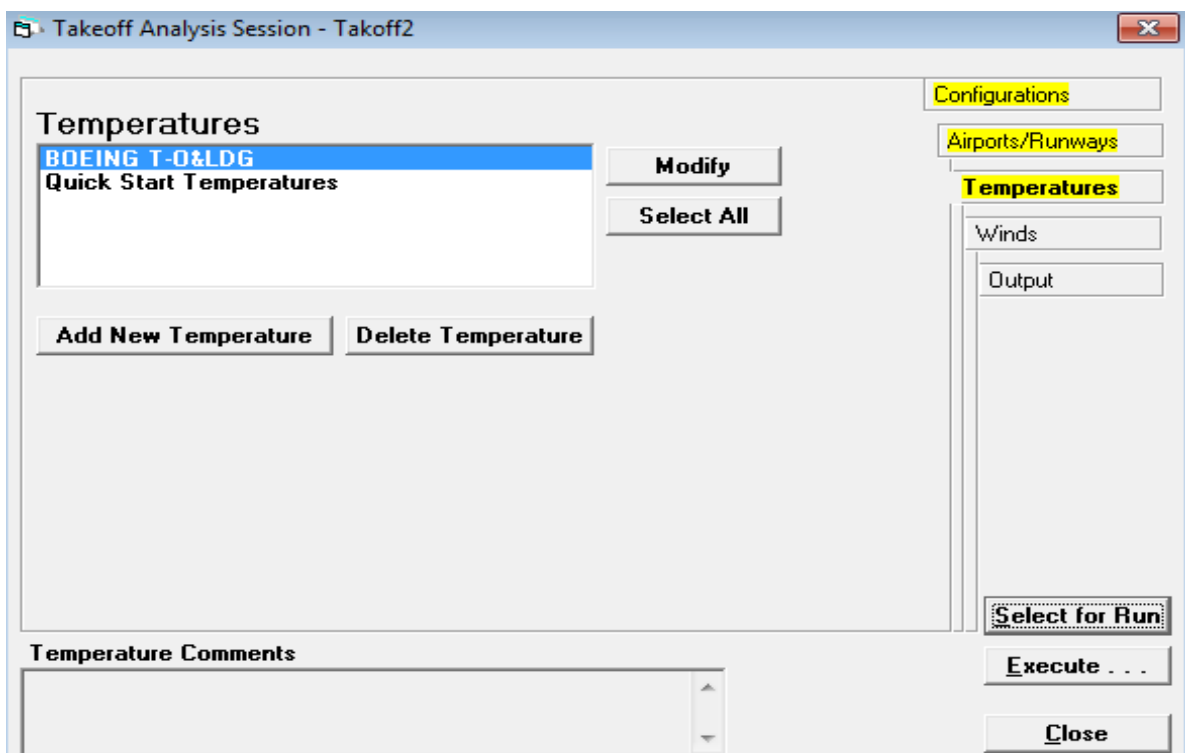 Takeoff Analysis Session - Takoff2
Configurations
Temperatures
Airports/Runways
BOEING T-O&LDG
Modify
Quick Start Temperatures
Temperatures
Select All
Winds
Output
Add New Temperature
Delete Temperature
Select for Run
Temperature Comments
Execute . . .
Close